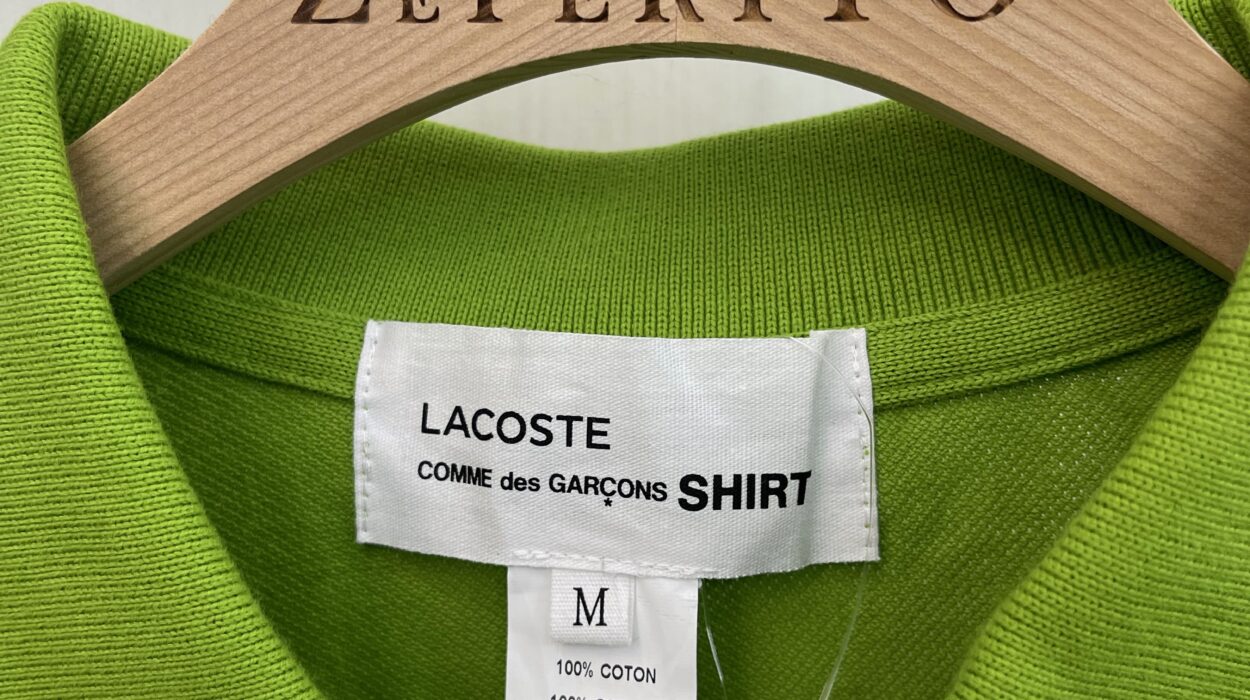 LACOSTE
COMME des GARÇONS SHIRT
M
100% COTON